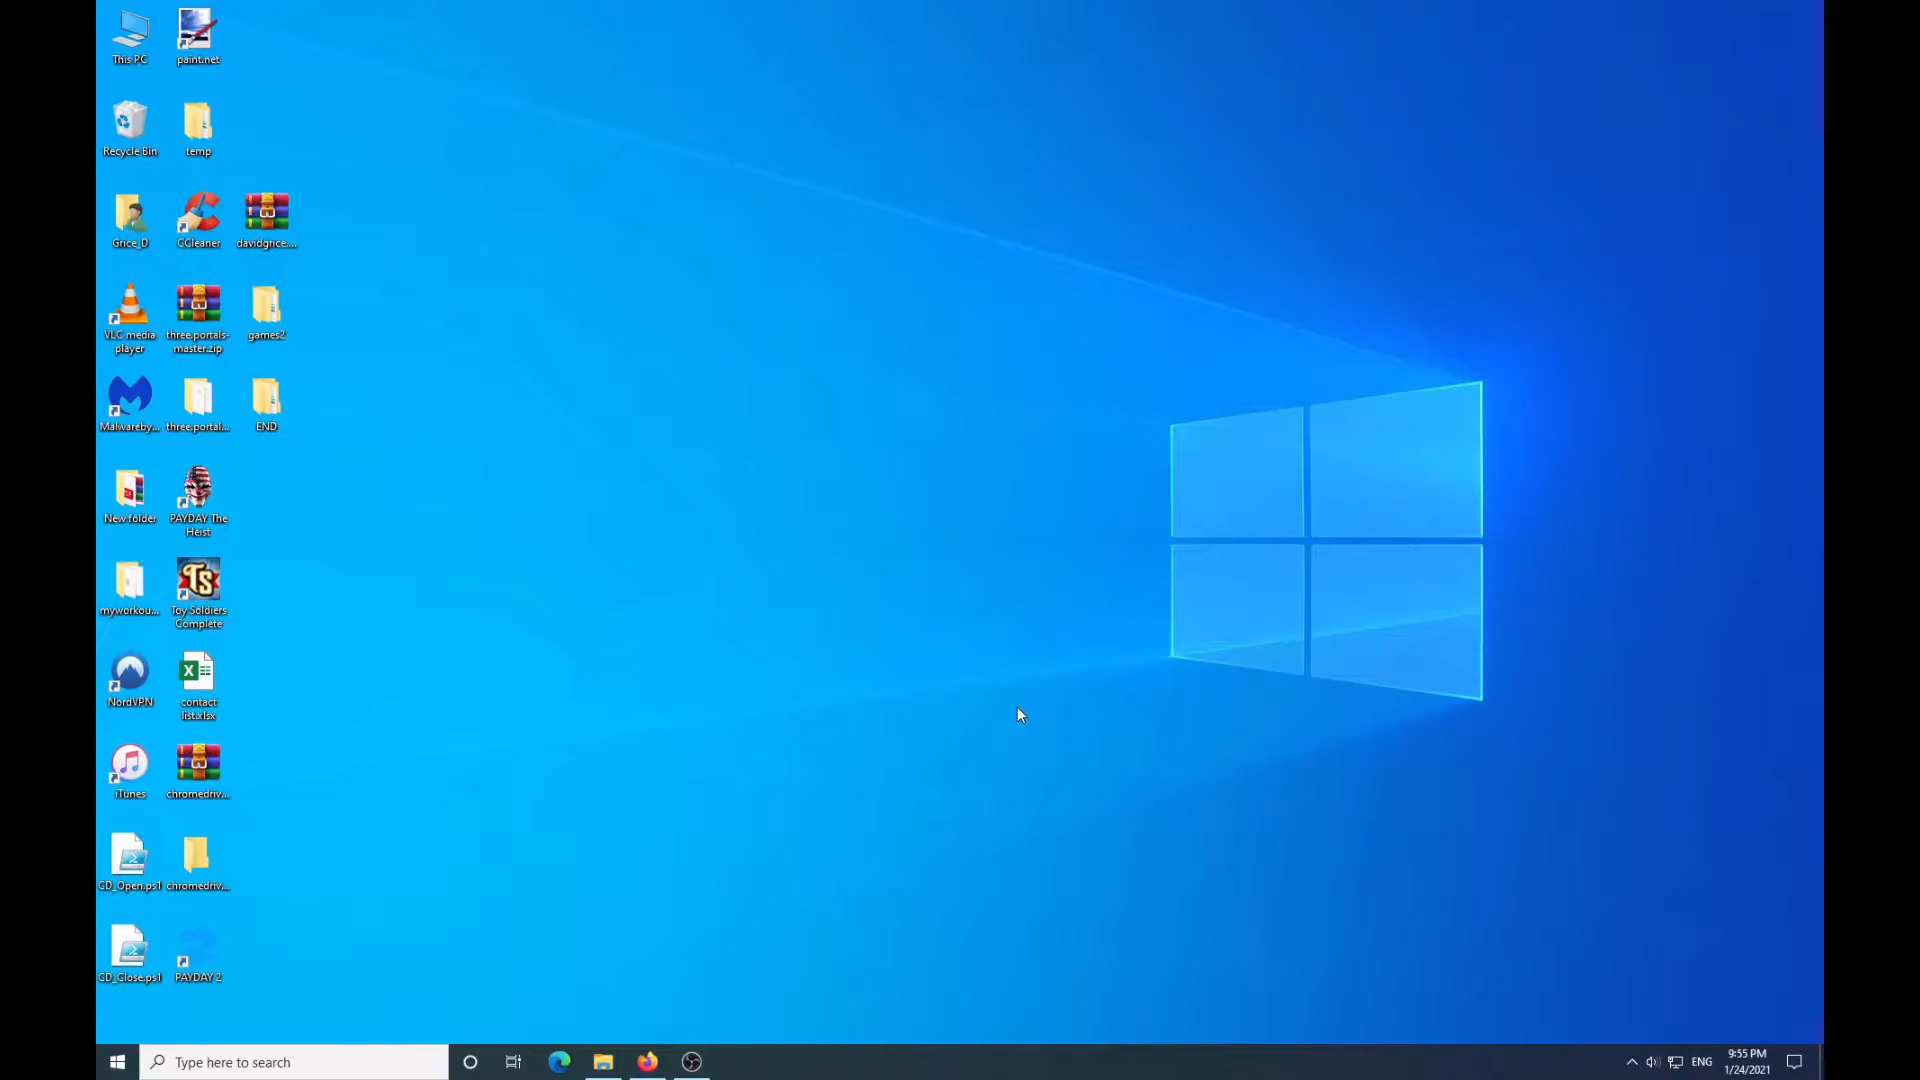 This PC
paint.net
Recycle Bin
temp
Grice_D
CCleaner
davidgrice....
VLC media
player
three.portals-
master.zip
games2
Malwareby...
three.portal...
END
New folder
PAYDAY The
Heist
myworkou...
TS
Toy Soldiers
Complete
NordVPN
contact
list.xlsx
iTunes
chromedriv...
CD_Open.ps1
chromedriv...
CD_Close.ps1
PAYDAY 2
Type here to search
ENG
9:55 PM
1/24/2021